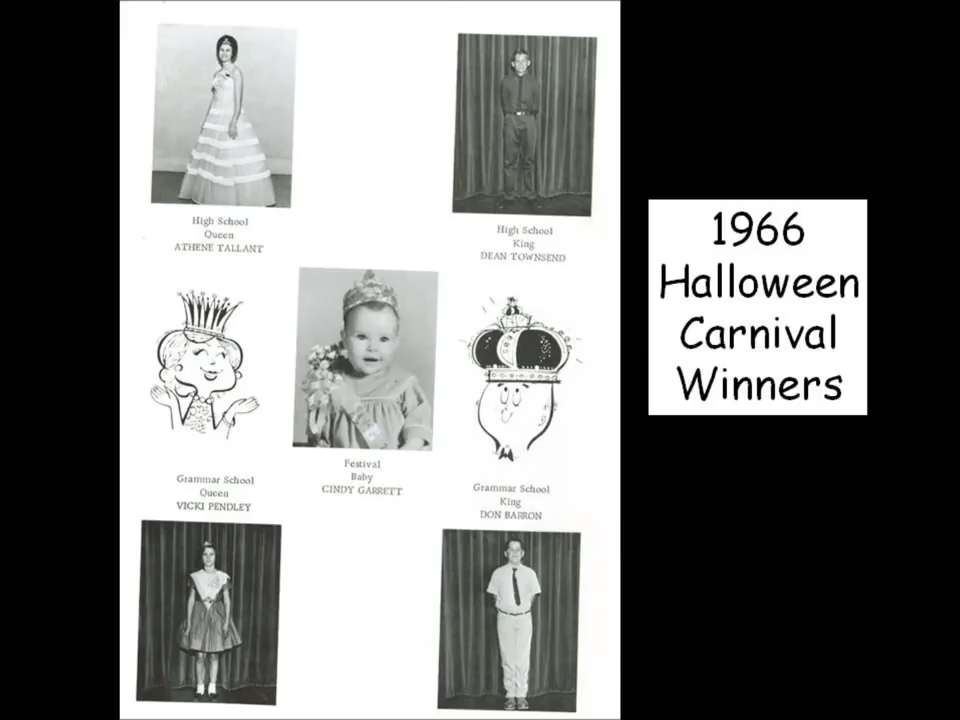 High School
Queen
ATHENE TALLANT
High School
King
DEAN TOWNSEND
Festival
Baby
CINDY GARRETT
Grammar School
Queen
VICKI PENDLEY
Grammar School
King
DON BARRON
1966
Halloween
Carnival
Winners